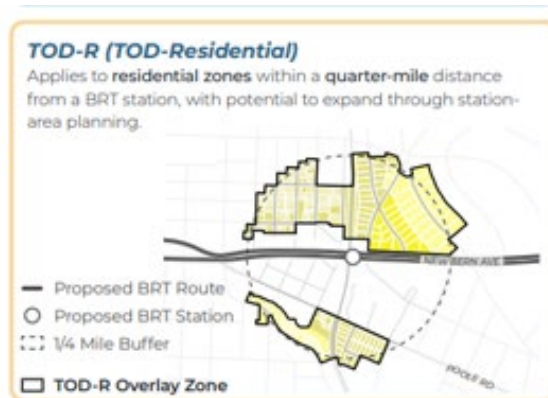 TOD-R (TOD-Residential)
Applies to residential zones within a quarter-mile distance
from a BRT station, with potential to expand through station-
area planning.
NEW BERN AVE
Proposed BRT Route
Proposed BRT Station
1/4 Mile Buffer
POOLE RD
TOD-R Overlay Zone